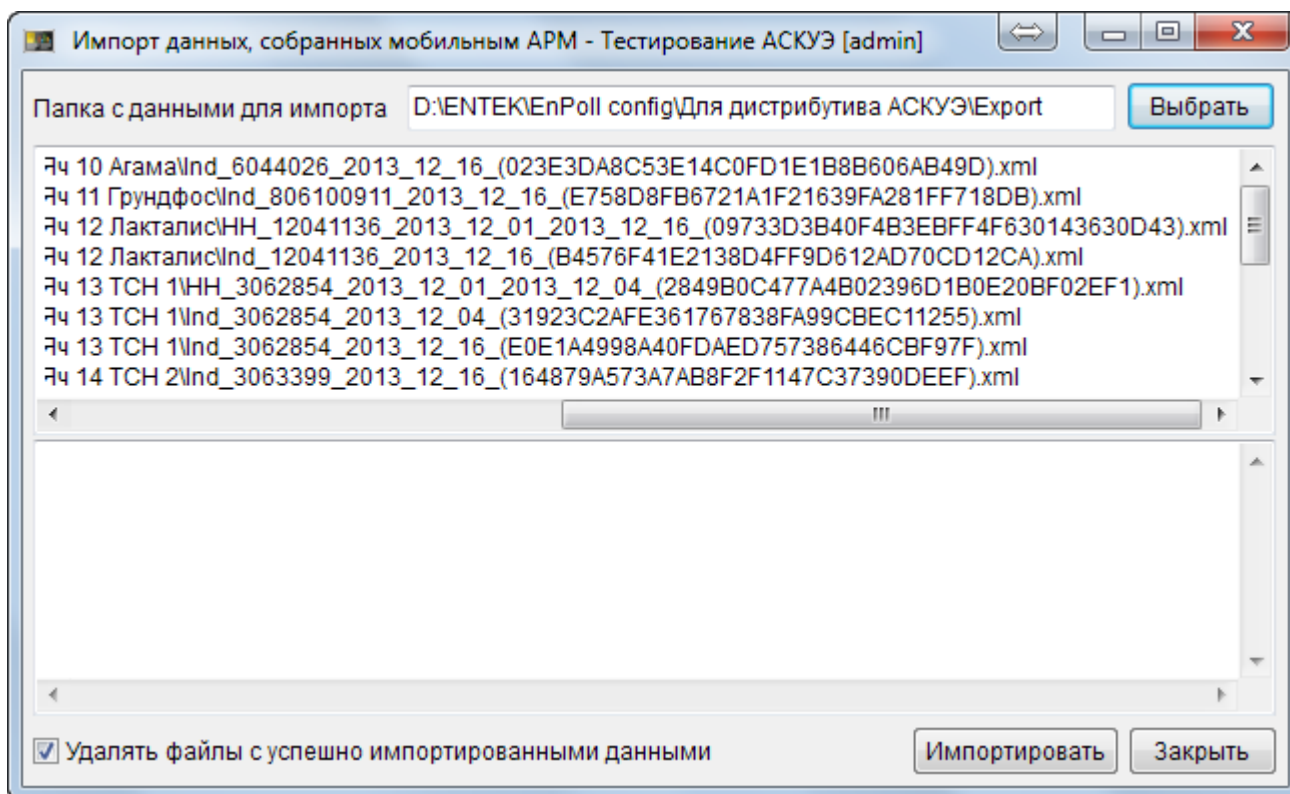 Импорт данных, собранных мобильным АРМ - Тестирование АСКУЭ [admin]
Папка с данными для импорта D:\ENTEK\EnPoll config\Для дистрибутива АСКУЭ\Export Выбрать
Яч 10 Агама\Ind_6044026_2013_12_16_(023E3DA8C53E14C0FD1E1B8B606AB49D).xml
Яч 11 Грундфос\Ind_806100911_2013_12_16_(E758D8FB6721A1F21639FA281FF718DB).xml
Яч 12 Лакталис\HH_12041136_2013_12_01_2013_12_16_(09733D3B40F4B3EBFF4F630143630D43).xml
Яч 12 Лакталис\Ind_12041136_2013_12_16_(B4576F41E2138D4FF9D612AD70CD12CA).xml
Яч 13 ТСН 1\HH_3062854_2013_12_01_2013_12_04_(2849B0C477A4B02396D1B0E20BF02EF1).xml
Яч 13 ТСН 1\Ind_3062854_2013_12_04_(31923C2AFE361767838FA99CBEC11255).xml
Яч 13 ТСН 1\Ind_3062854_2013_12_16_(E0E1A4998A40FDAED757386446CBF97F).xml
Яч 14 ТСН 2\Ind_3063399_2013_12_16_(164879A573A7AB8F2F1147C37390DEEF).xml
Удалять файлы с успешно импортированными данными Импортировать Закрыть